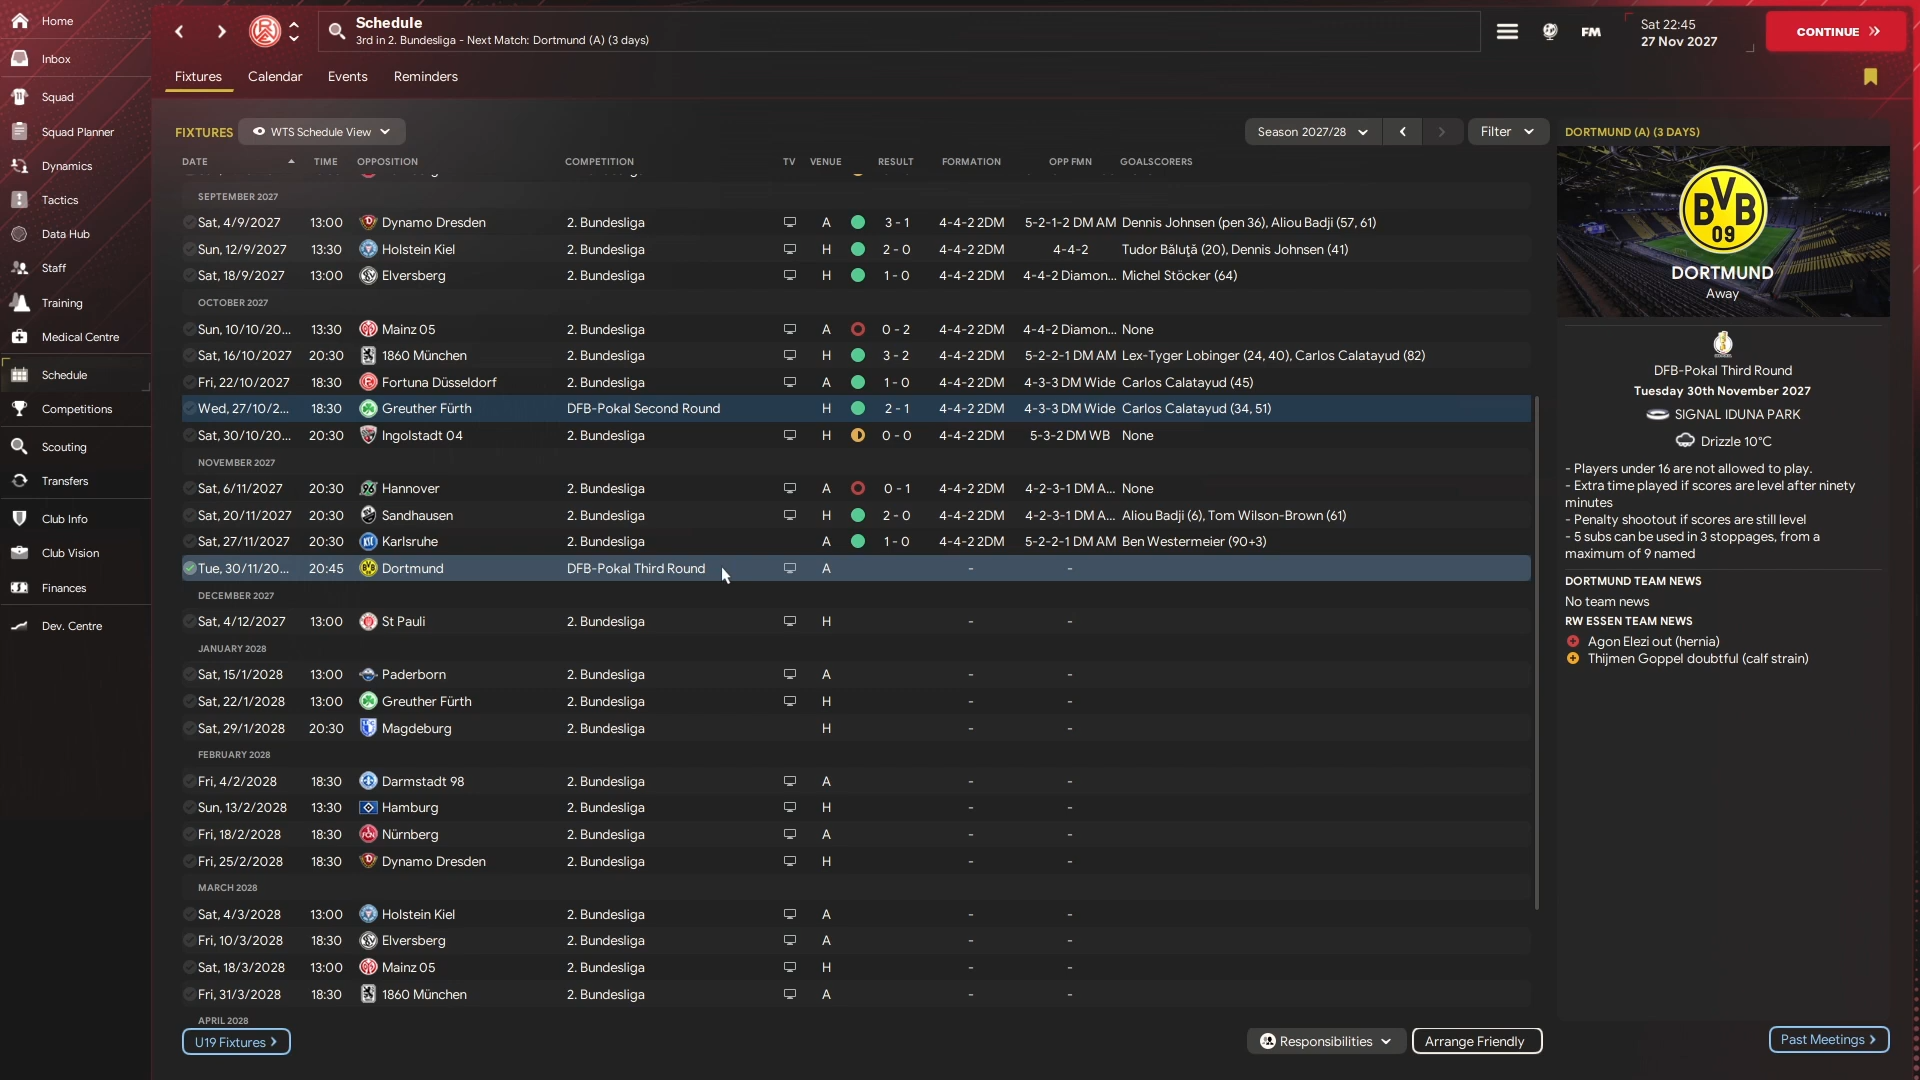 Home
Inbox
Squad
Squad Planner
Dynamics
Tactics
Data Hub
Staff
Training
Medical Centre
Schedule
Competitions
Scouting
Transfers
Club Info
Club Vision
Finances
Dev. Centre
Schedule
3rd in 2. Bundesliga - Next Match: Dortmund (A) (3 days)
FM
Sat 22:45
27 Nov 2027
CONTINUE
Fixtures Calendar Events Reminders
FIXTURES WTS Schedule View Season 2027/28 Filter
DATE TIME OPPOSITION COMPETITION TV VENUE RESULT FORMATION OPP FMN GOALSCORERS
SEPTEMBER 2027
Sat, 4/9/2027 13:00 Dynamo Dresden 2. Bundesliga A 3 - 1 4-4-2 2DM 5-2-1-2 DM AM Dennis Johnsen (pen 36), Aliou Badji (57, 61)
Sun, 12/9/2027 13:30 Holstein Kiel 2. Bundesliga H 2 - 0 4-4-2 2DM 4-4-2 Tudor Băluţă (20), Dennis Johnsen (41)
Sat, 18/9/2027 13:00 Elversberg 2. Bundesliga H 1 - 0 4-4-2 2DM 4-4-2 Diamon... Michel Stöcker (64)
OCTOBER 2027
Sun, 10/10/20... 13:30 Mainz 05 2. Bundesliga A 0 - 2 4-4-2 2DM 4-4-2 Diamon... None
Sat, 16/10/2027 20:30 1860 München 2. Bundesliga H 3 - 2 4-4-2 2DM 5-2-2-1 DM AM Lex-Tyger Lobinger (24, 40), Carlos Calatayud (82)
Fri, 22/10/2027 18:30 Fortuna Düsseldorf 2. Bundesliga A 1 - 0 4-4-2 2DM 4-3-3 DM Wide Carlos Calatayud (45)
Wed, 27/10/2... 18:30 Greuther Fürth DFB-Pokal Second Round H 2 - 1 4-4-2 2DM 4-3-3 DM Wide Carlos Calatayud (34, 51)
Sat, 30/10/20... 20:30 Ingolstadt 04 2. Bundesliga H 0 - 0 4-4-2 2DM 5-3-2 DM WB None
NOVEMBER 2027
Sat, 6/11/2027 20:30 Hannover 2. Bundesliga A 0 - 1 4-4-2 2DM 4-2-3-1 DM A... None
Sat, 20/11/2027 20:30 Sandhausen 2. Bundesliga H 2 - 0 4-4-2 2DM 4-2-3-1 DM A... Aliou Badji (6), Tom Wilson-Brown (61)
Sat, 27/11/2027 20:30 Karlsruhe 2. Bundesliga A 1 - 0 4-4-2 2DM 5-2-2-1 DM AM Ben Westermeier (90+3)
Tue, 30/11/20... 20:45 Dortmund DFB-Pokal Third Round A - -
DECEMBER 2027
Sat, 4/12/2027 13:00 St Pauli 2. Bundesliga H - -
JANUARY 2028
Sat, 15/1/2028 13:00 Paderborn 2. Bundesliga A - -
Sat, 22/1/2028 13:00 Greuther Fürth 2. Bundesliga H - -
Sat, 29/1/2028 20:30 Magdeburg 2. Bundesliga H - -
FEBRUARY 2028
Fri, 4/2/2028 18:30 Darmstadt 98 2. Bundesliga A - -
Sun, 13/2/2028 13:30 Hamburg 2. Bundesliga H - -
Fri, 18/2/2028 18:30 Nürnberg 2. Bundesliga A - -
Fri, 25/2/2028 18:30 Dynamo Dresden 2. Bundesliga H - -
MARCH 2028
Sat, 4/3/2028 13:00 Holstein Kiel 2. Bundesliga A - -
Fri, 10/3/2028 18:30 Elversberg 2. Bundesliga A - -
Sat, 18/3/2028 13:00 Mainz 05 2. Bundesliga H - -
Fri, 31/3/2028 18:30 1860 München 2. Bundesliga A - -
APRIL 2028
U19 Fixtures Responsibilities Arrange Friendly
DORTMUND (A) (3 DAYS)
BVB
09
DORTMUND
Away
DFB-Pokal Third Round
Tuesday 30th November 2027
SIGNAL IDUNA PARK
Drizzle 10°C
- Players under 16 are not allowed to play.
- Extra time played if scores are level after ninety
minutes
- Penalty shootout if scores are still level
- 5 subs can be used in 3 stoppages, from a
maximum of 9 named
DORTMUND TEAM NEWS
No team news
RW ESSEN TEAM NEWS
Agon Elezi out (hernia)
Thijmen Goppel doubtful (calf strain)
Past Meetings